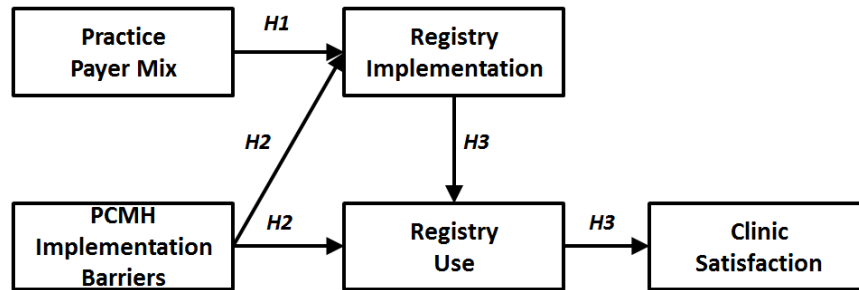 Practice
Payer Mix
H1
Registry
Implementation
H2
H3
PCMH
Implementation
Barriers
H2
Registry
Use
H3
Clinic
Satisfaction